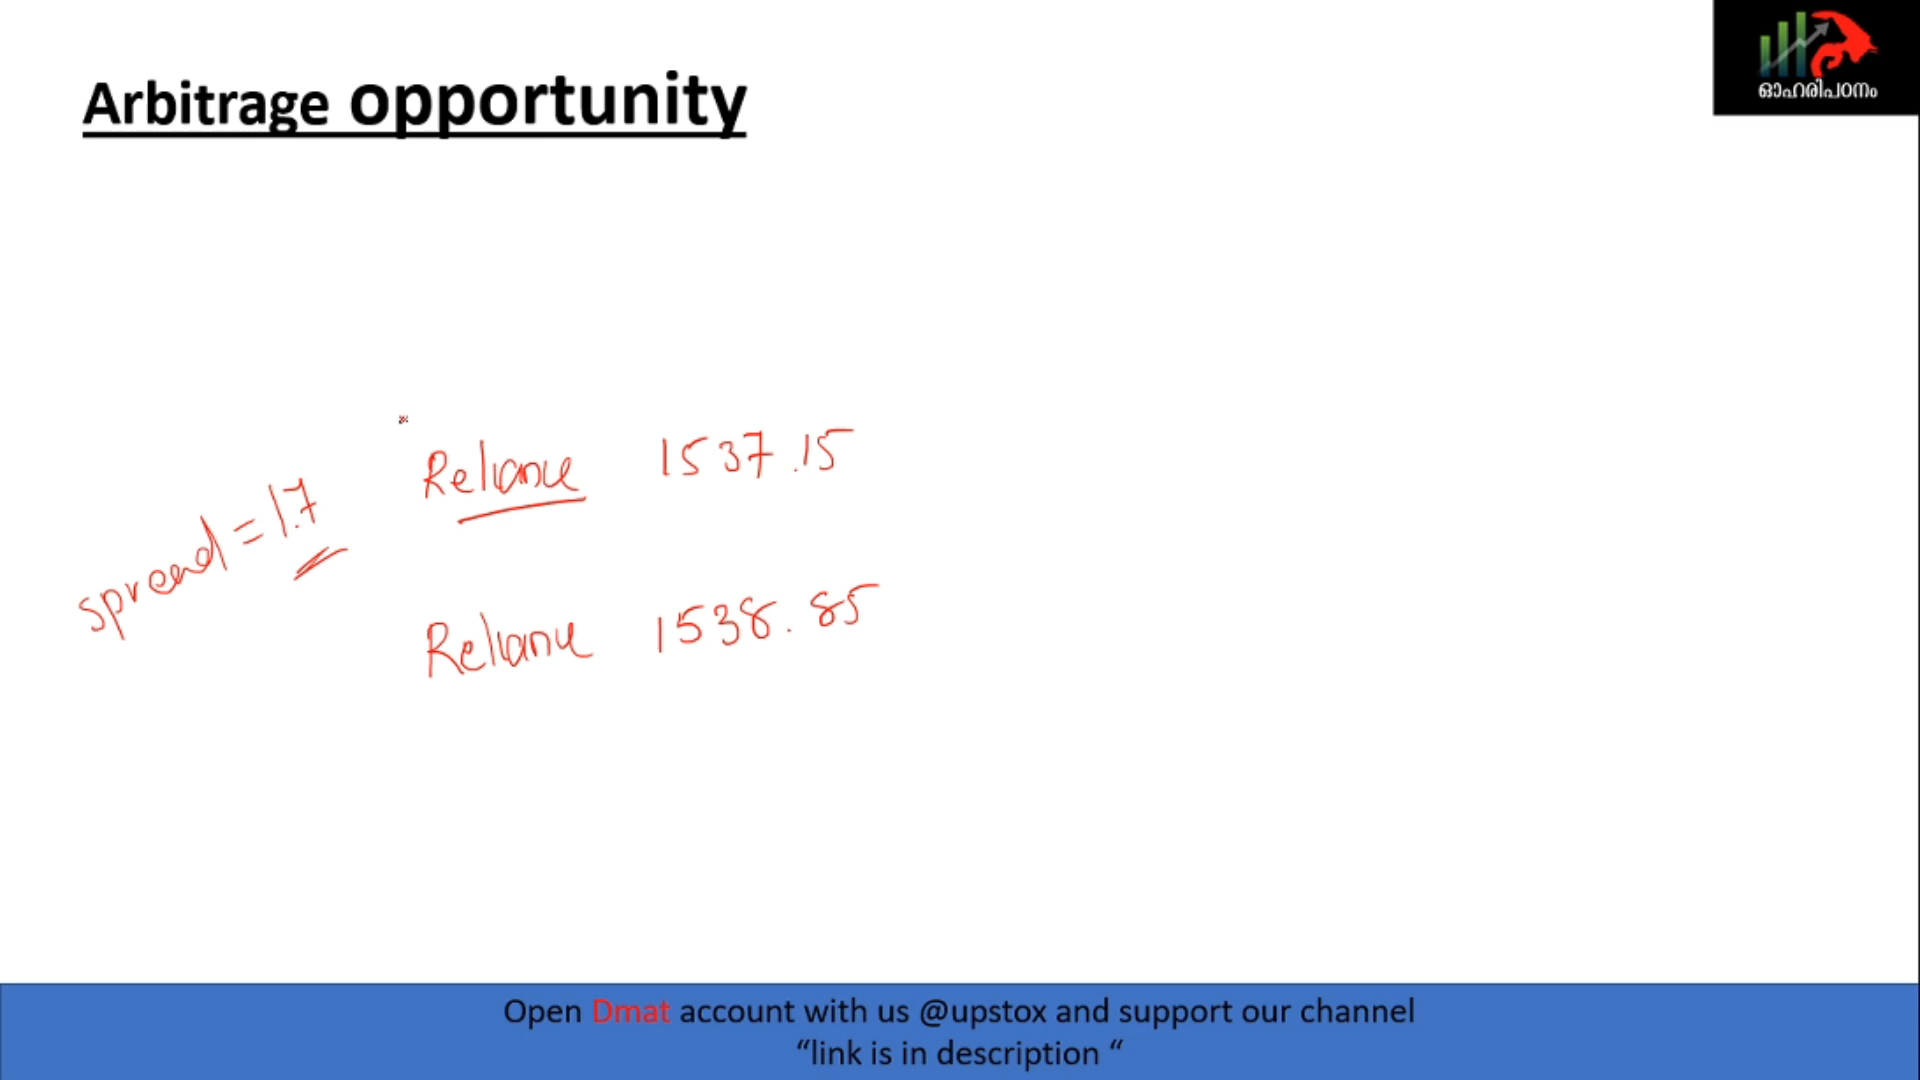 Arbitrage opportunity
ഓഹരിപഠനം
Reliance 1537.15
spread = 1.7
Reliance 1538.85
Open Dmat account with us @upstox and support our channel
“link is in description “